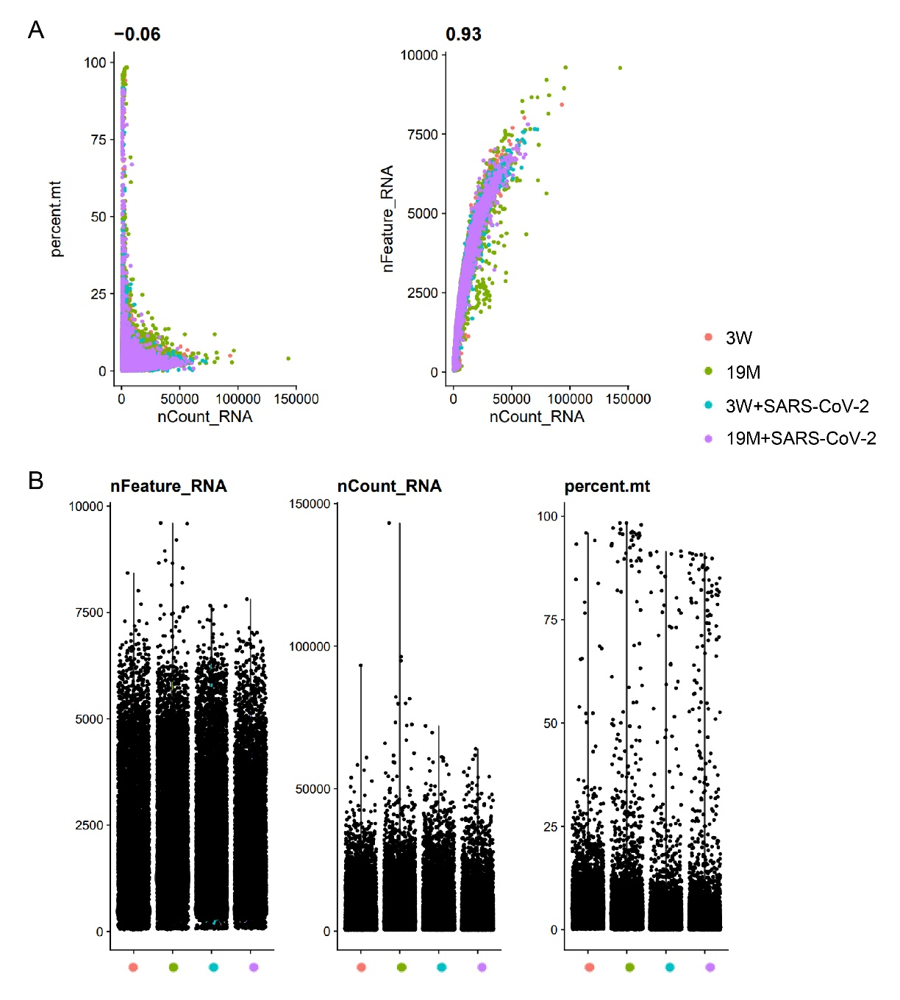 A
−0.06
0.93
percent.mt
100
75
50
25
0
0
50000
100000
150000
nCount_RNA
nFeature_RNA
10000
7500
5000
2500
0
0
50000
100000
150000
nCount_RNA
3W
19M
3W+SARS-CoV-2
19M+SARS-CoV-2
B
nFeature_RNA
10000
7500
5000
2500
0
nCount_RNA
150000
100000
50000
0
percent.mt
100
75
50
25
0